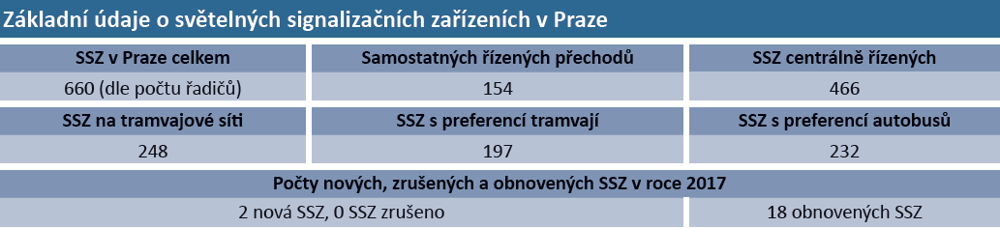 Základní údaje o světelných signalizačních zařízeních v Praze
SSZ v Praze celkem Samostatných řízených přechodů SSZ centrálně řízených
660 (dle počtu řadičů) 154 466
SSZ na tramvajové síti SSZ s preferencí tramvají SSZ s preferencí autobusů
248 197 232
Počty nových, zrušených a obnovených SSZ v roce 2017
2 nová SSZ, 0 SSZ zrušeno 18 obnovených SSZ